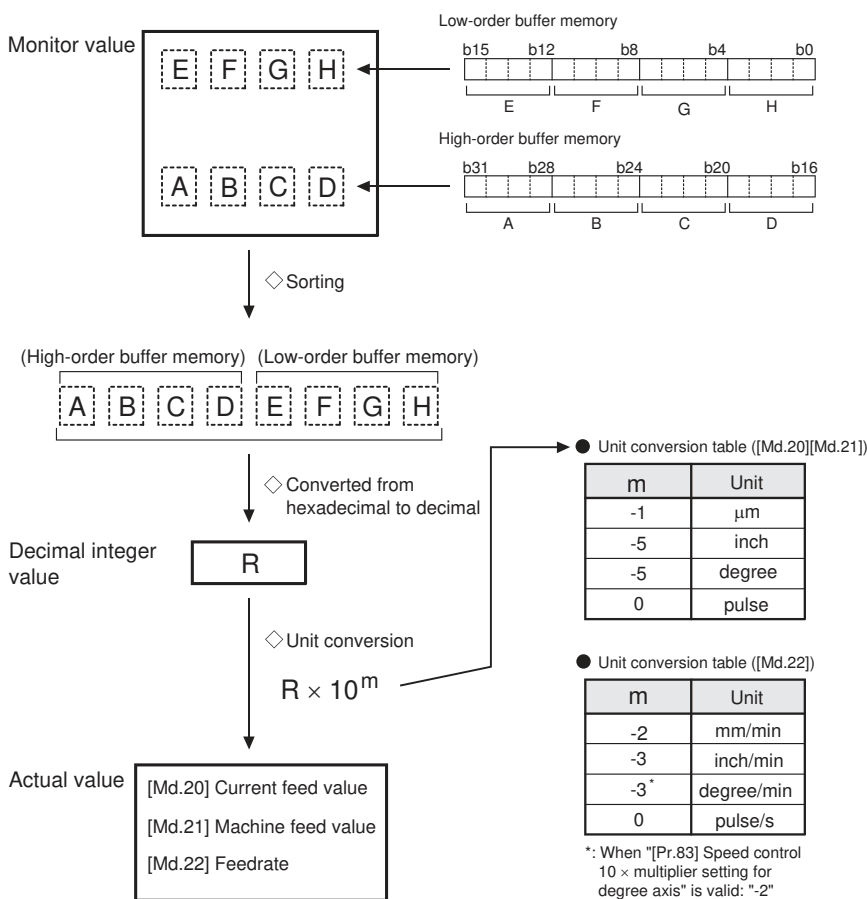 Monitor value
E F G H
A B C D
Low-order buffer memory
b15 b12 b8 b4 b0
E F G H
High-order buffer memory
b31 b28 b24 b20 b16
A B C D
◇ Sorting
(High-order buffer memory) (Low-order buffer memory)
A B C D E F G H
◇ Converted from
hexadecimal to decimal
Decimal integer
value
R
◇ Unit conversion
R × 10^m
Actual value
[Md.20] Current feed value
[Md.21] Machine feed value
[Md.22] Feedrate
● Unit conversion table ([Md.20][Md.21])
m Unit
-1 μm
-5 inch
-5 degree
0 pulse
● Unit conversion table ([Md.22])
m Unit
-2 mm/min
-3 inch/min
-3* degree/min
0 pulse/s
*: When "[Pr.83] Speed control
10 × multiplier setting for
degree axis" is valid: "-2"